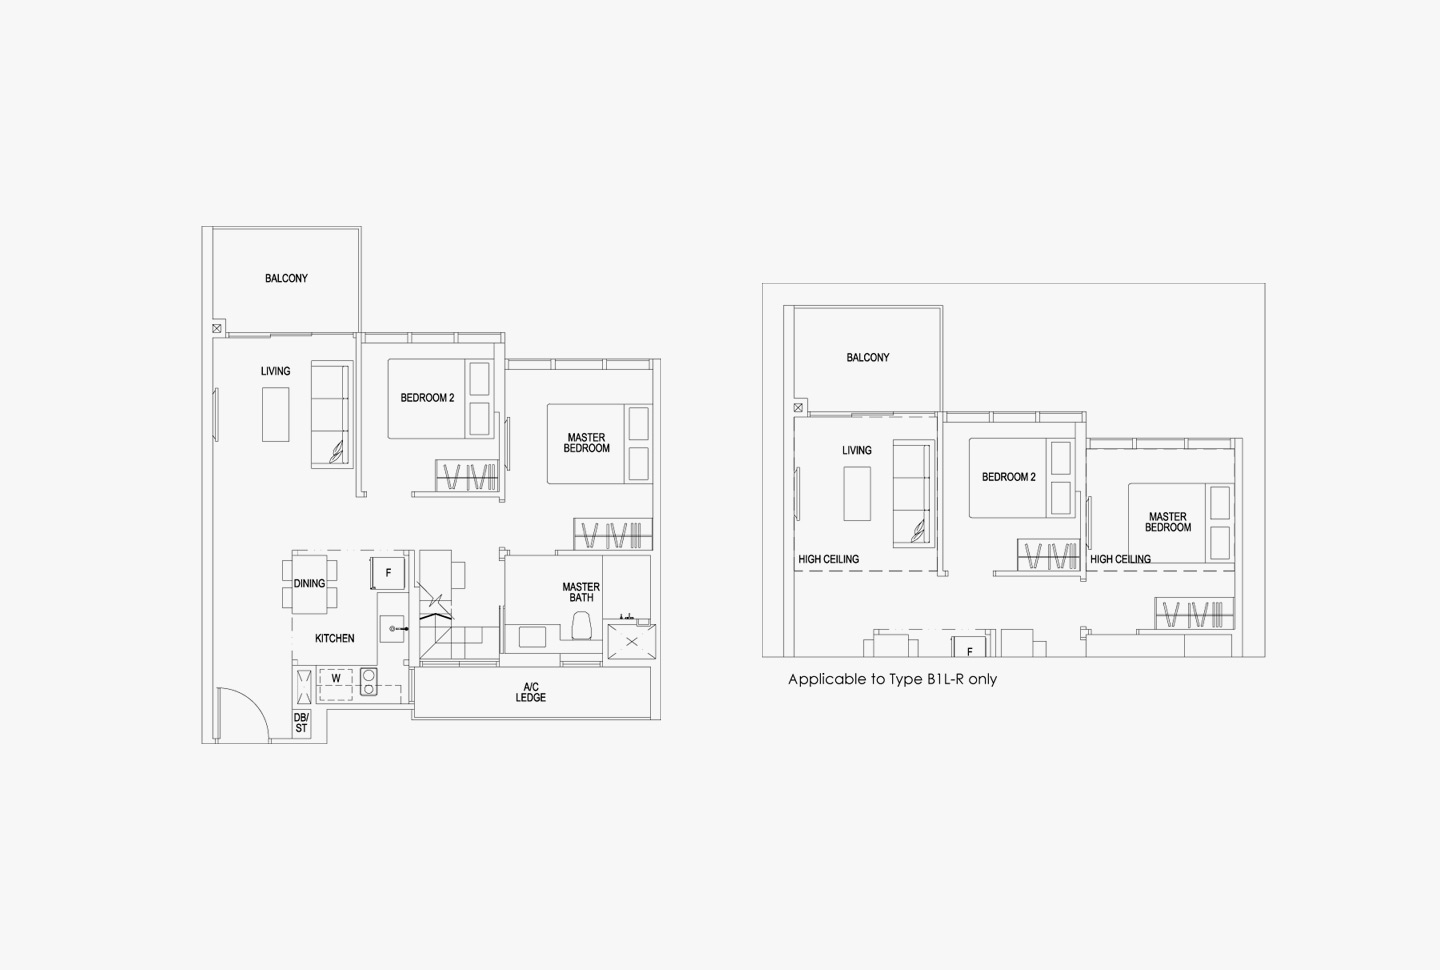 BALCONY
LIVING
BEDROOM 2
MASTER
BEDROOM
DINING
F
MASTER
BATH
KITCHEN
W
A/C
LEDGE
DB/
ST
BALCONY
LIVING
BEDROOM 2
MASTER
BEDROOM
HIGH CEILING
HIGH CEILING
F
Applicable to Type B1L-R only